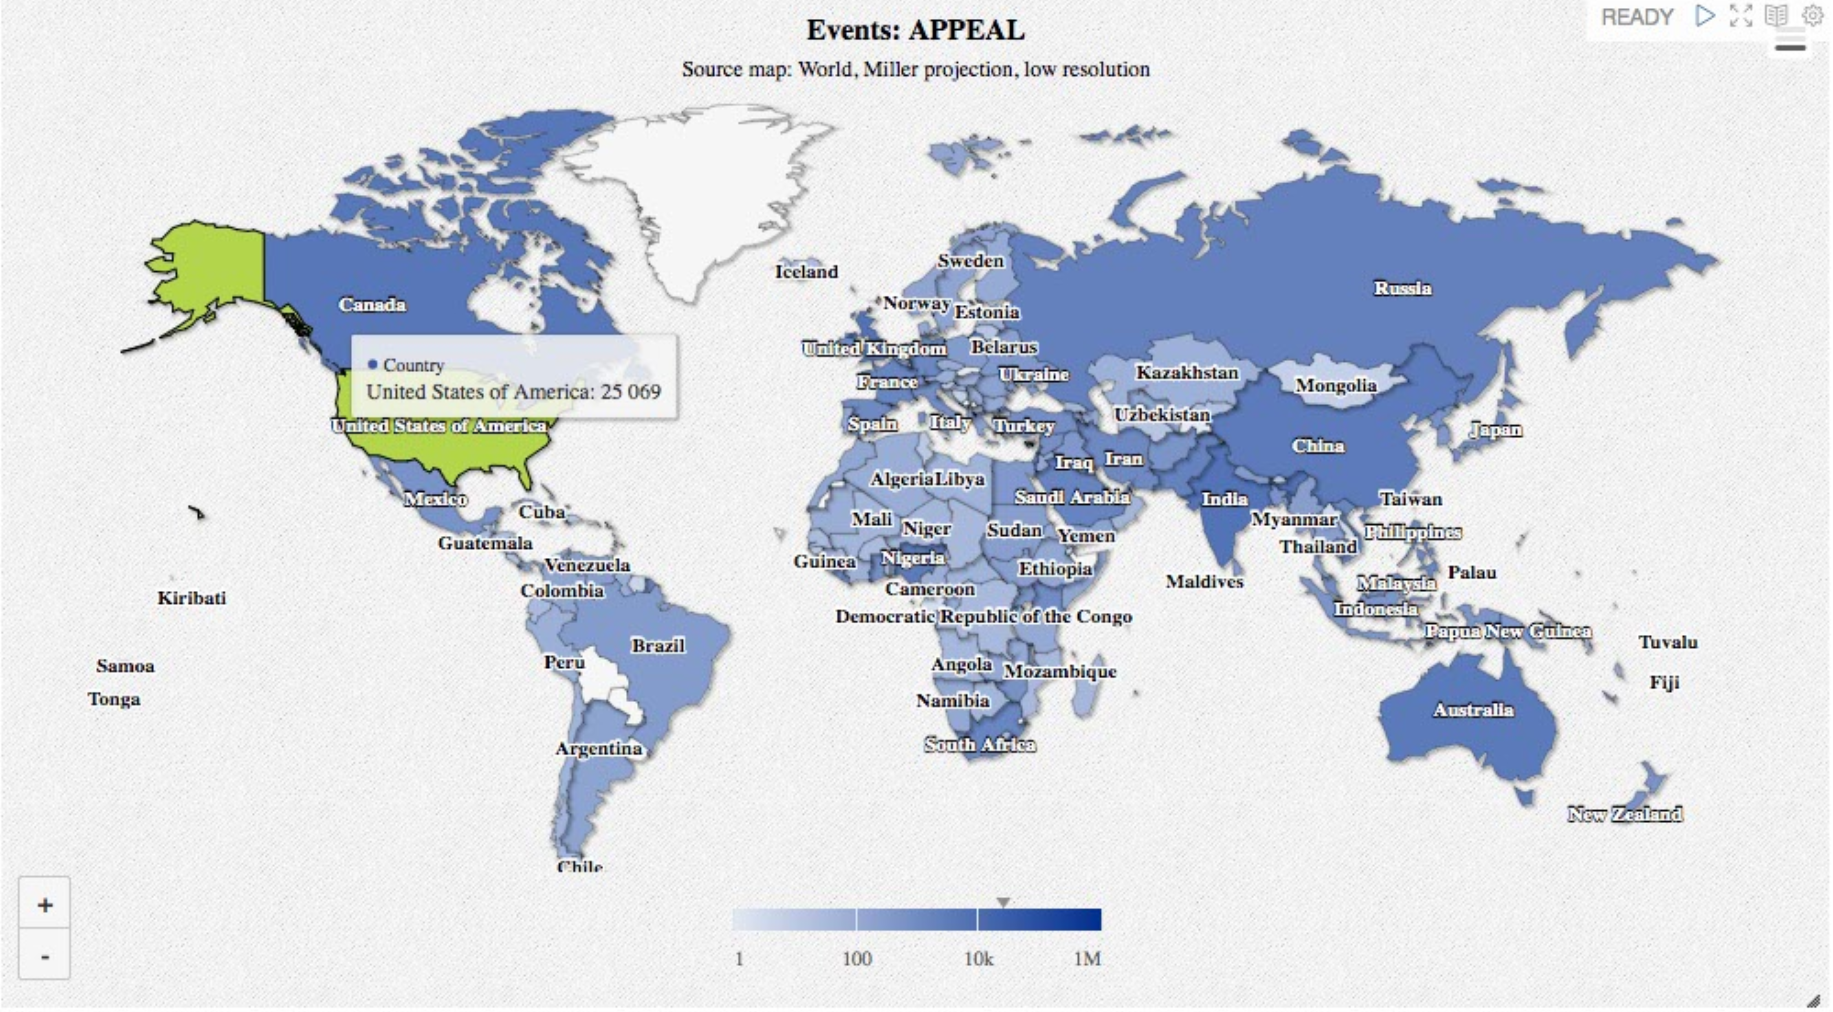 READY
Events: APPEAL
Source map: World, Miller projection, low resolution
Sweden
Iceland
Russia
Norway
Estonia
Canada
United Kingdom
Belarus
Country
United States of America: 25 069
Kazakhstan
Ukraine
France
Mongolia
Uzbekistan
Spain
Italy
Turkey
United States of America
Japan
China
Iraq
Iran
Algeria
Libya
Saudi Arabia
India
Taiwan
Mexico
Cuba
Mali
Niger
Sudan
Yemen
Myanmar
Philippines
Guatemala
Thailand
Venezuela
Guinea
Nigeria
Ethiopia
Palau
Maldives
Malaysia
Colombia
Cameroon
Kiribati
Indonesia
Democratic Republic of the Congo
Papua New Guinea
Brazil
Tuvalu
Samoa
Peru
Angola
Mozambique
Fiji
Tonga
Namibia
Australia
South Africa
Argentina
New Zealand
Chile
+
-
1
100
10k
1M